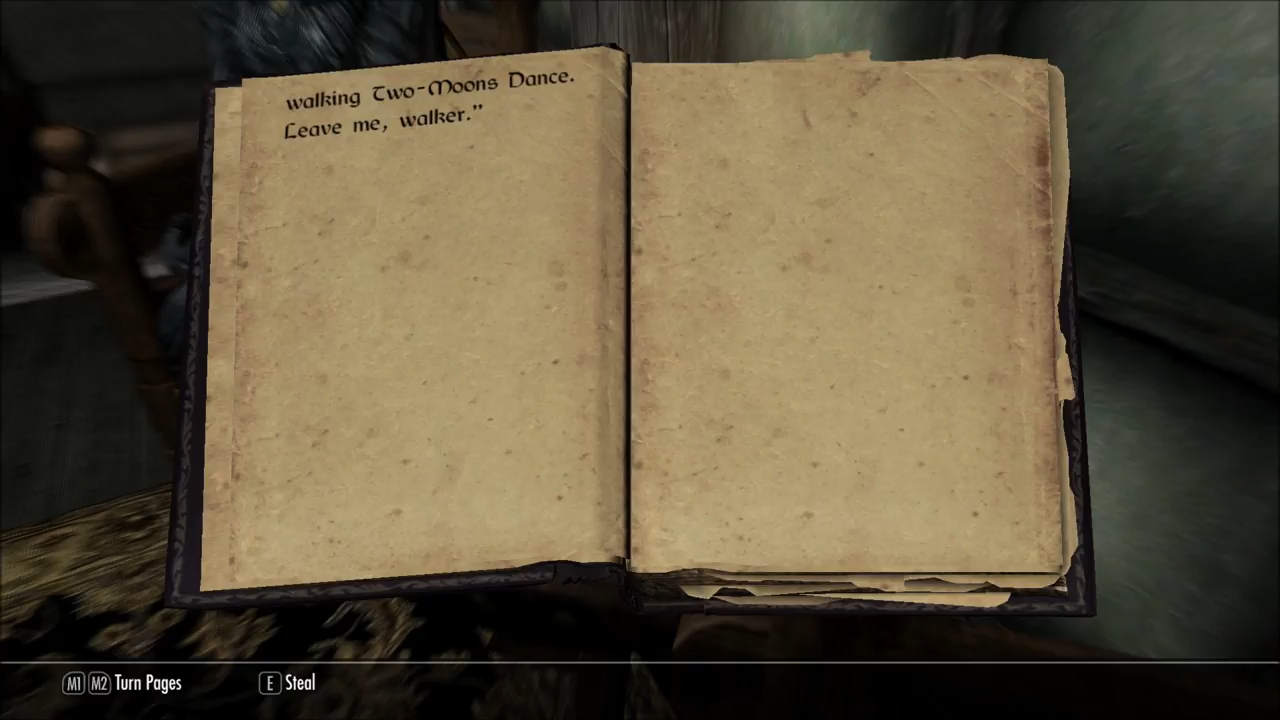 walking Two-Moons Dance.
Leave me, walker."
M1 M2 Turn Pages
E Steal